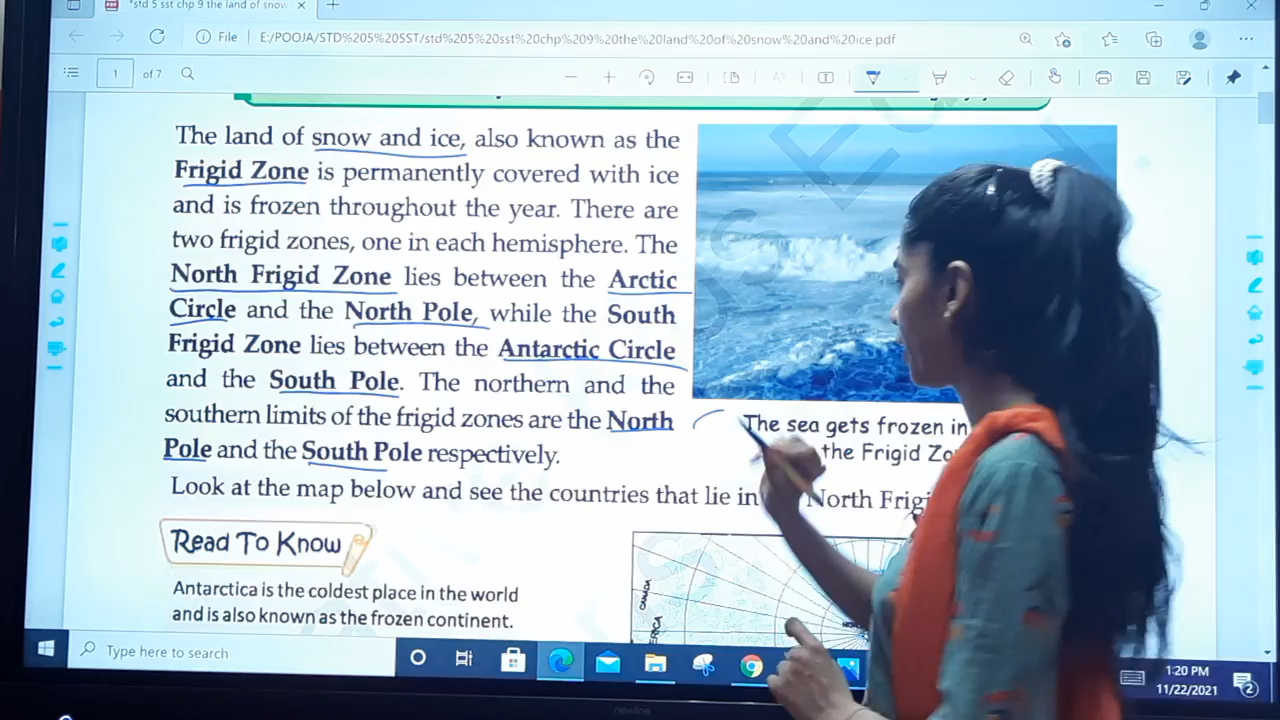 *std 5 sst chp 9 the land of snow
File E:/POOJA/STD%205%20SST/std%205%20sst%20chp%209%20the%20land%20of%20snow%20and%20ice.pdf
1 of 7
The land of snow and ice, also known as the
Frigid Zone is permanently covered with ice
and is frozen throughout the year. There are
two frigid zones, one in each hemisphere. The
North Frigid Zone lies between the Arctic
Circle and the North Pole, while the South
Frigid Zone lies between the Antarctic Circle
and the South Pole. The northern and the
southern limits of the frigid zones are the North
Pole and the South Pole respectively.
The sea gets frozen in
the Frigid
Look at the map below and see the countries that lie in North
Read To Know
Antarctica is the coldest place in the world
and is also known as the frozen continent.
CANADA
Type here to search
1:20 PM
11/22/2021
2
newline